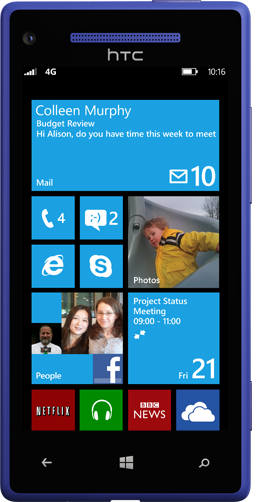 hTC
4G 10:16
Colleen Murphy
Budget Review
Hi Alison, do you have time this week to meet
Mail 10
4 2
Photos
Project Status
Meeting
09:00 - 11:00
People f Fri 21
NETFLIX BBC NEWS